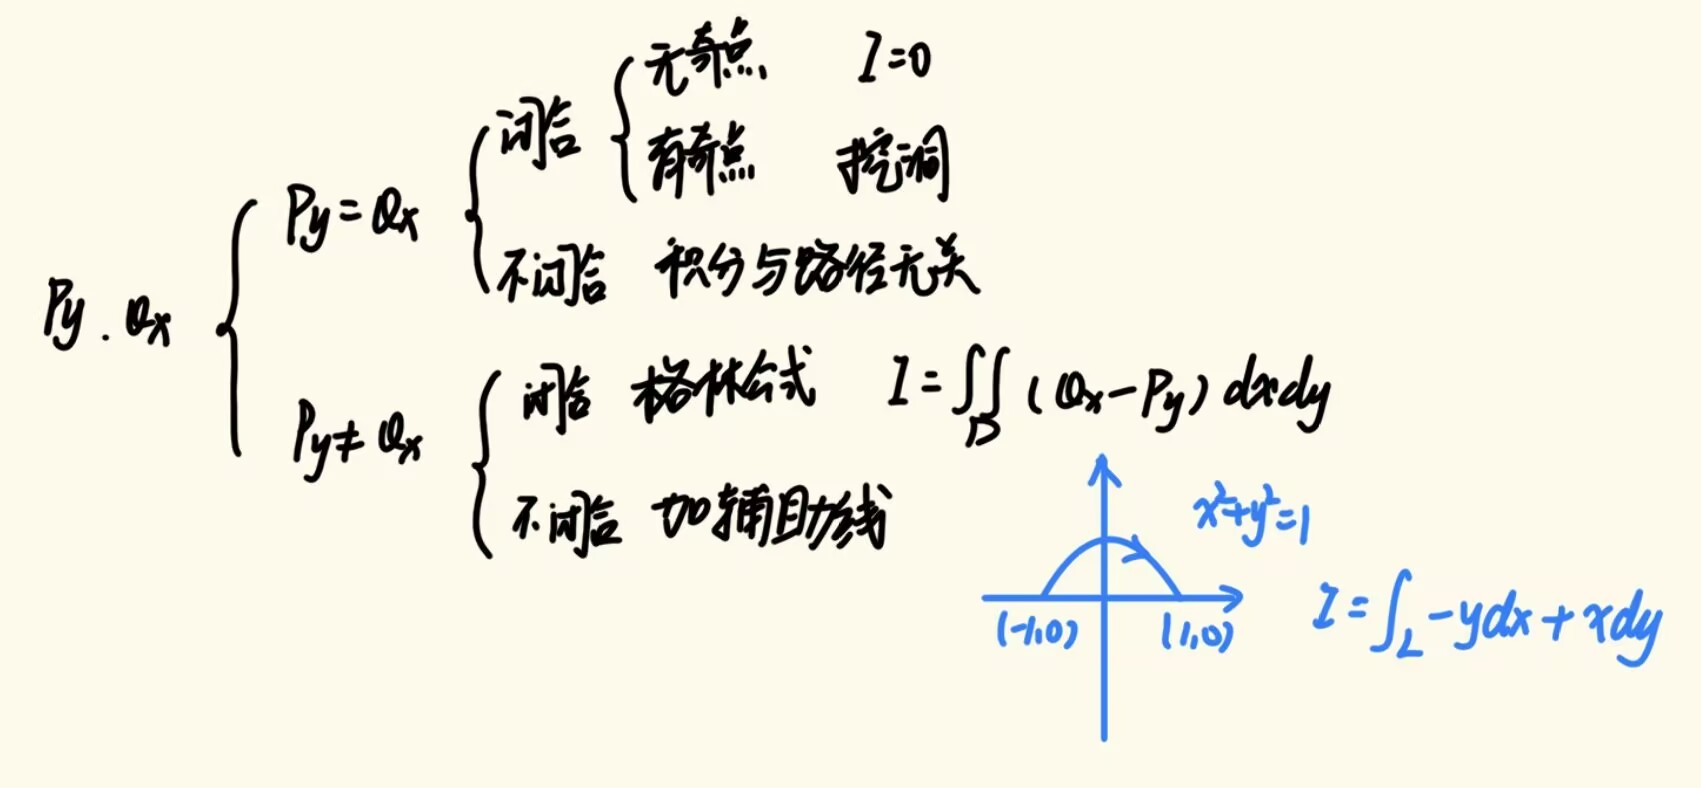 无奇点 I=0
闭合
有奇点 挖洞
Py=Qx
不闭合 积分与路径无关
Py.Qx
闭合 格林公式 I=∬_D(Qx-Py)dxdy
Py≠Qx
不闭合 加辅助线
x²+y²=1
(-1,0) (1,0) I=∫_L-ydx+xdy